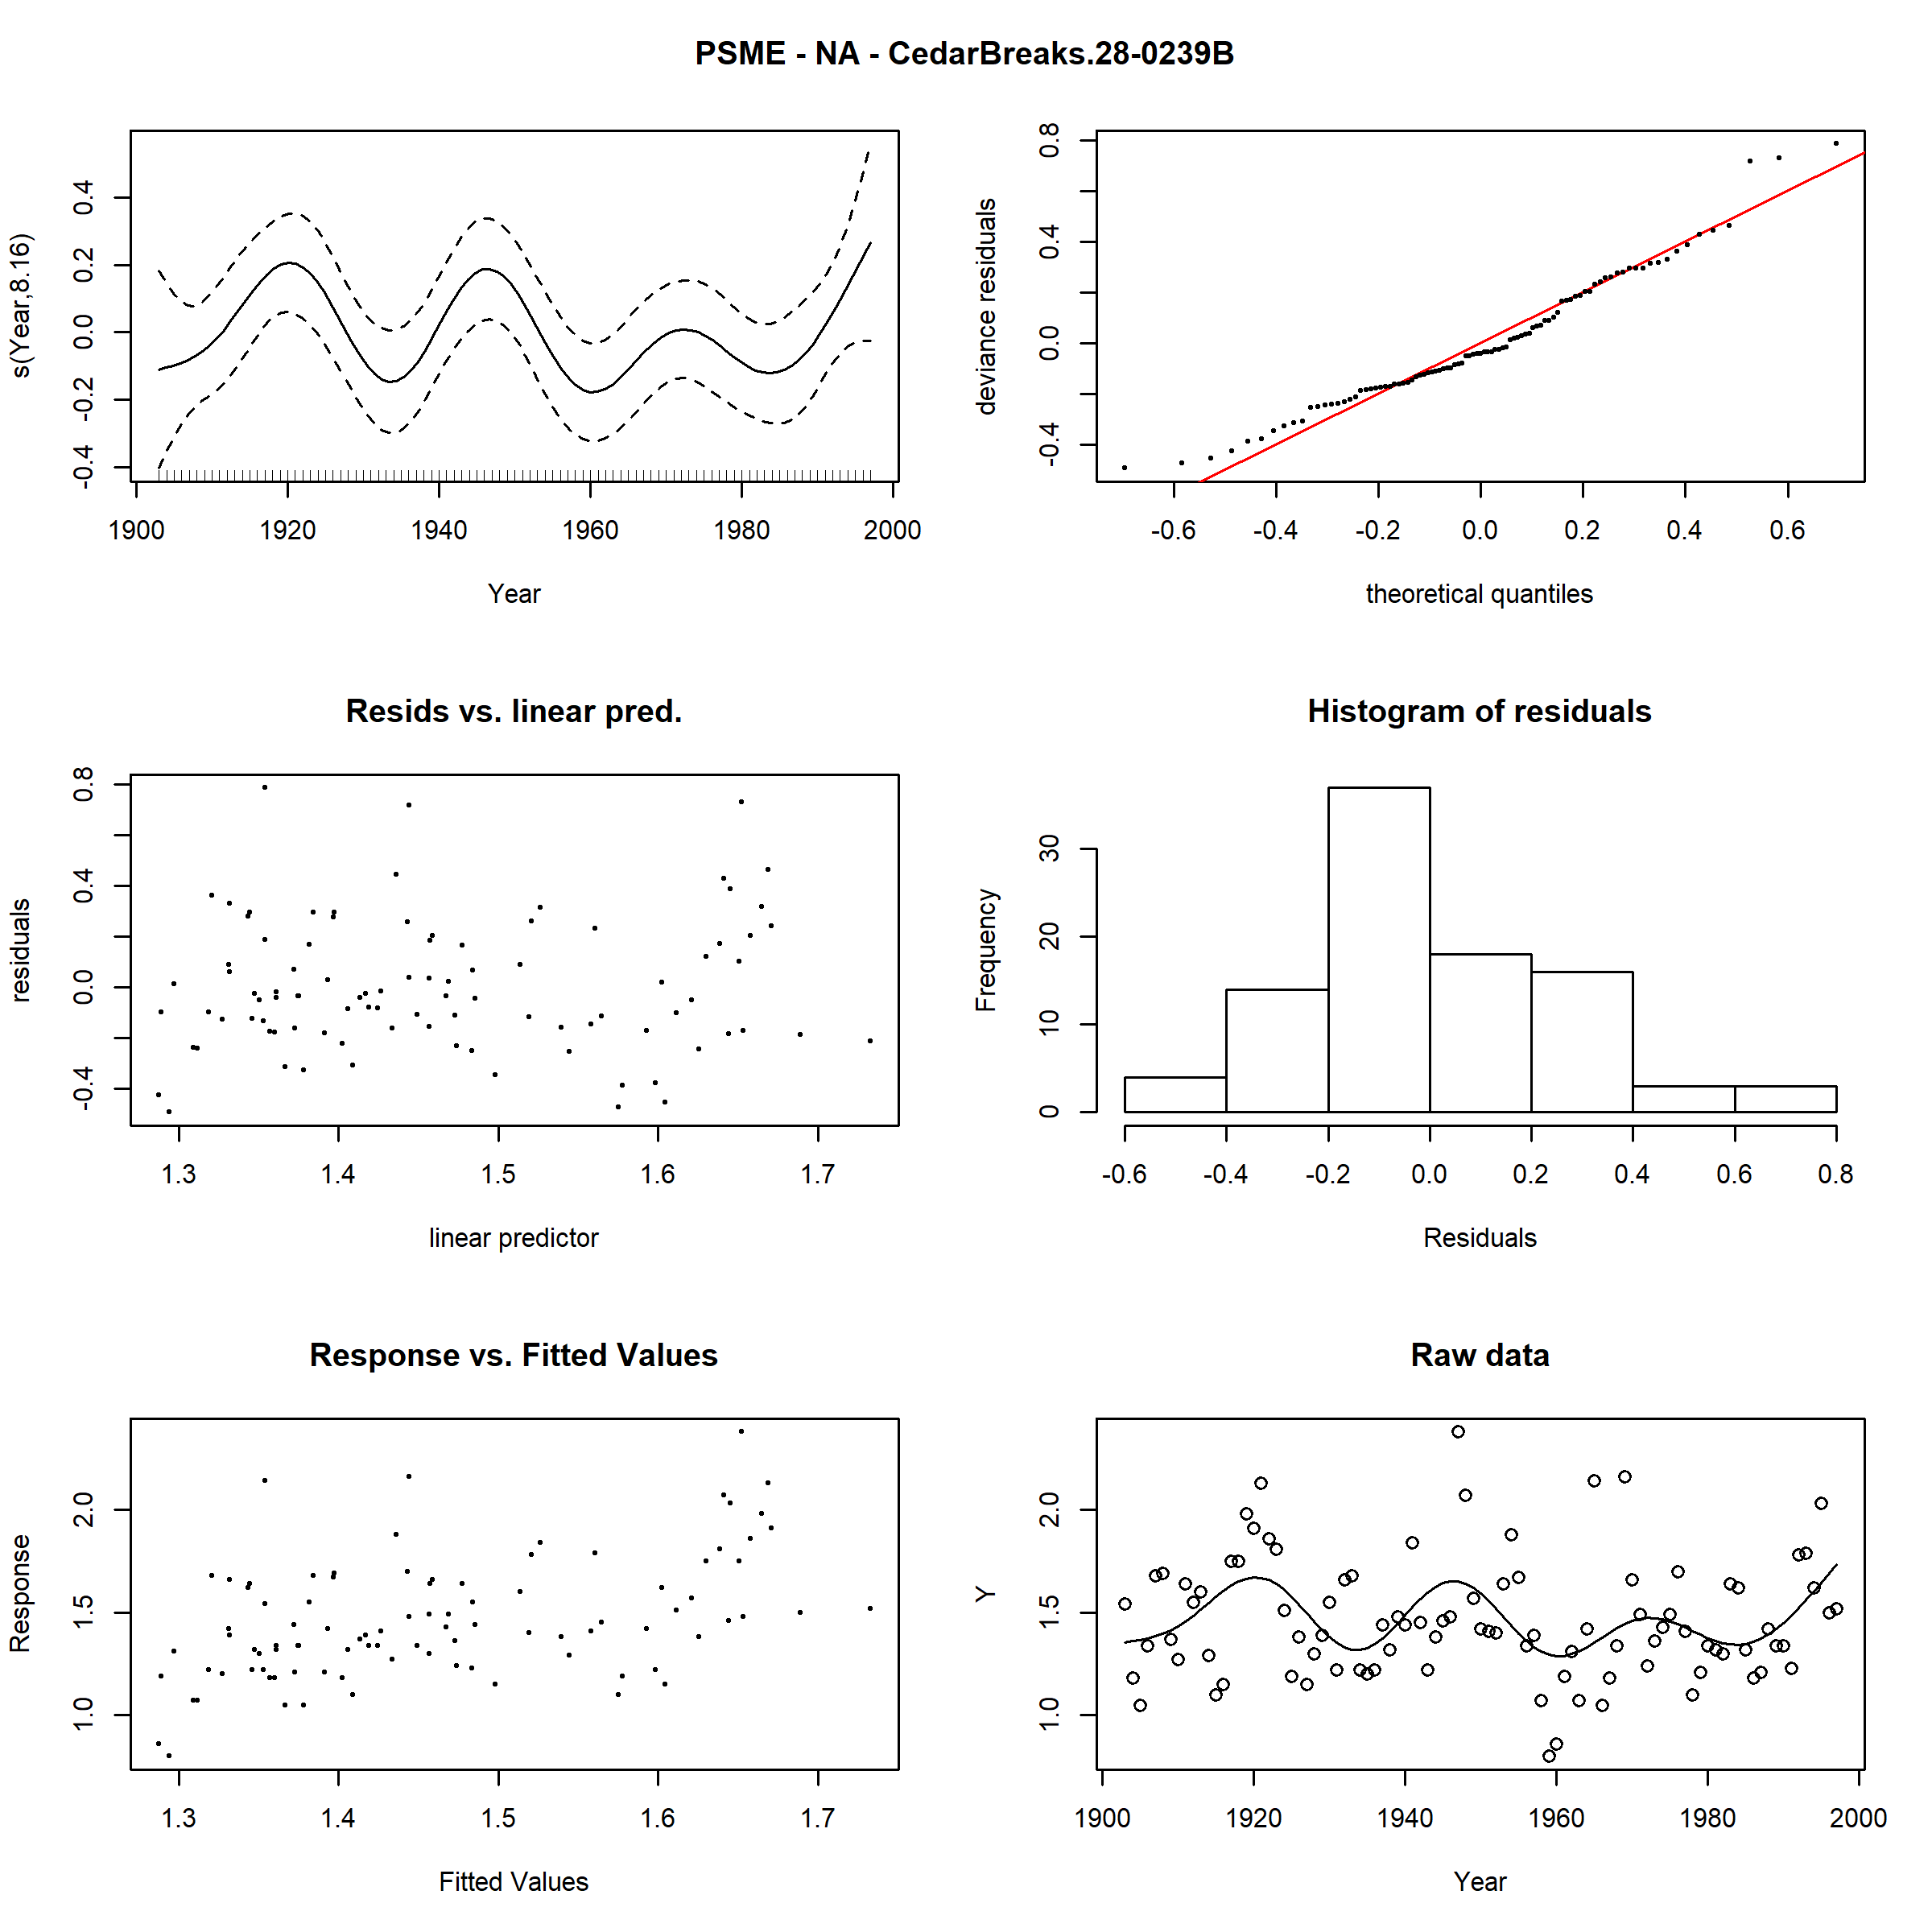 PSME - NA - CedarBreaks.28-0239B
s(Year,8.16)
-0.4 -0.2 0.0 0.2 0.4
1900 1920 1940 1960 1980 2000
Year
deviance residuals
-0.4 0.0 0.4 0.8
-0.6 -0.4 -0.2 0.0 0.2 0.4 0.6
theoretical quantiles
Resids vs. linear pred.
residuals
-0.4 0.0 0.4 0.8
1.3 1.4 1.5 1.6 1.7
linear predictor
Histogram of residuals
Frequency
0 10 20 30
-0.6 -0.4 -0.2 0.0 0.2 0.4 0.6 0.8
Residuals
Response vs. Fitted Values
Response
1.0 1.5 2.0
1.3 1.4 1.5 1.6 1.7
Fitted Values
Raw data
Y
1.0 1.5 2.0
1900 1920 1940 1960 1980 2000
Year